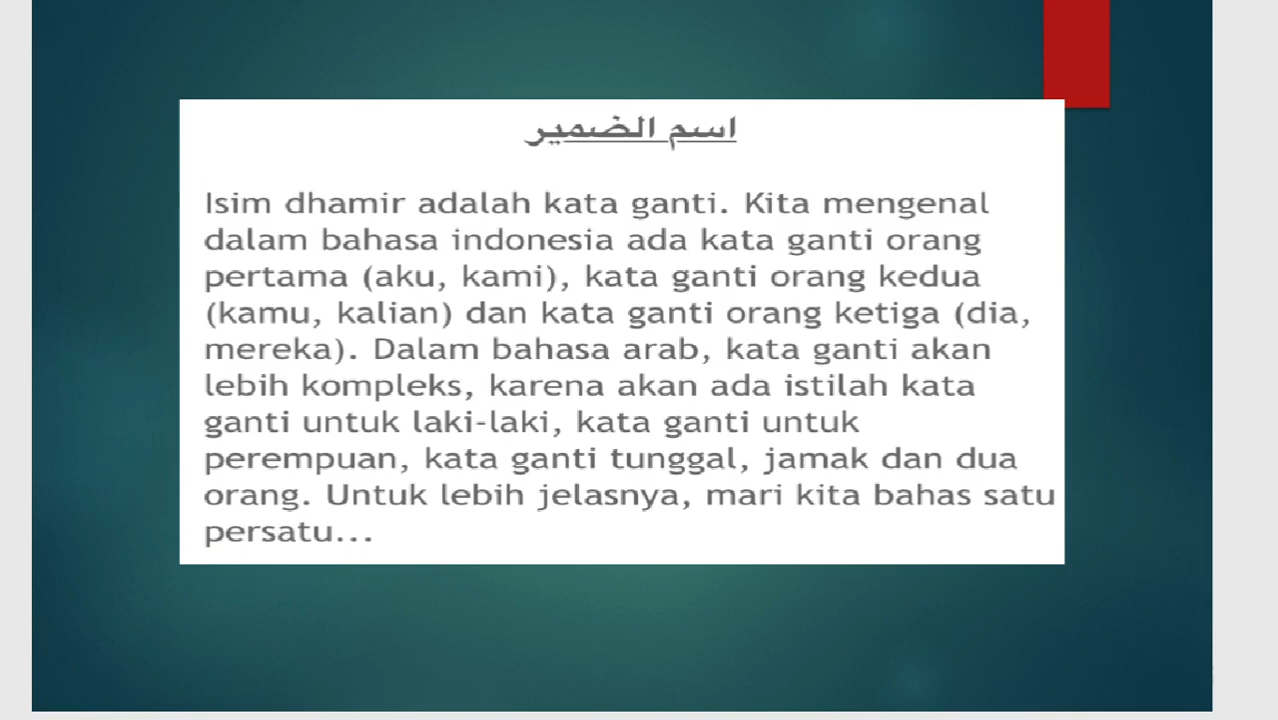 اسم الضمير
Isim dhamir adalah kata ganti. Kita mengenal
dalam bahasa indonesia ada kata ganti orang
pertama (aku, kami), kata ganti orang kedua
(kamu, kalian) dan kata ganti orang ketiga (dia,
mereka). Dalam bahasa arab, kata ganti akan
lebih kompleks, karena akan ada istilah kata
ganti untuk laki-laki, kata ganti untuk
perempuan, kata ganti tunggal, jamak dan dua
orang. Untuk lebih jelasnya, mari kita bahas satu
persatu...